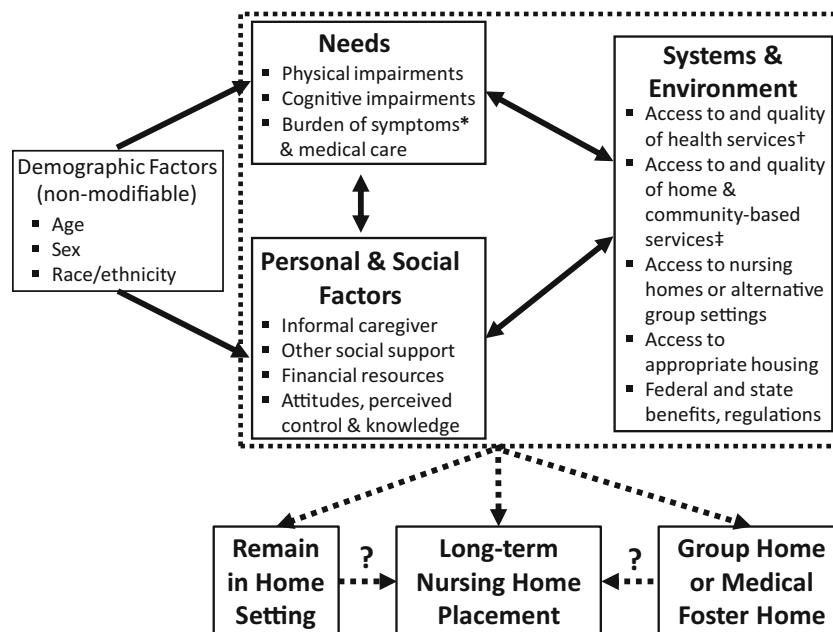 Needs
▪ Physical impairments
▪ Cognitive impairments
▪ Burden of symptoms*
& medical care
Systems &
Environment
▪ Access to and quality
of health services†
▪ Access to and quality
of home &
community-based
services‡
▪ Access to nursing
homes or alternative
group settings
▪ Access to
appropriate housing
▪ Federal and state
benefits, regulations
Demographic Factors
(non-modifiable)
▪ Age
▪ Sex
▪ Race/ethnicity
Personal & Social
Factors
▪ Informal caregiver
▪ Other social support
▪ Financial resources
▪ Attitudes, perceived
control & knowledge
Remain
in Home
Setting
?
Long-term
Nursing Home
Placement
?
Group Home
or Medical
Foster Home